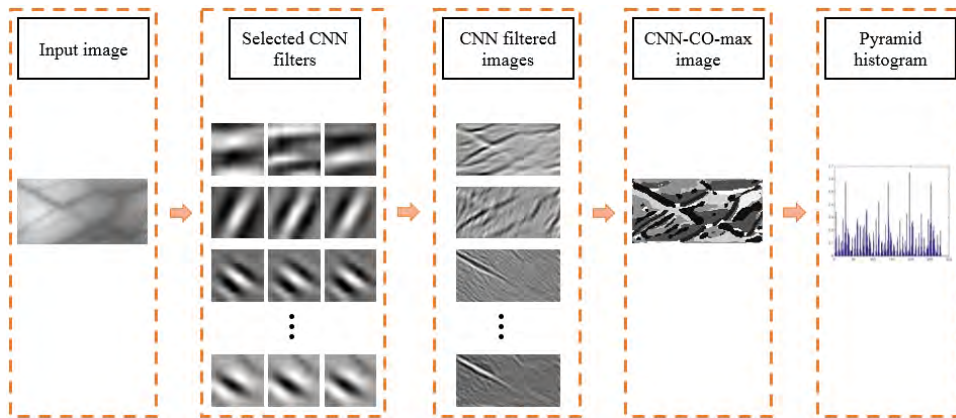 Input image
Selected CNN
filters
CNN filtered
images
CNN-CO-max
image
Pyramid
histogram